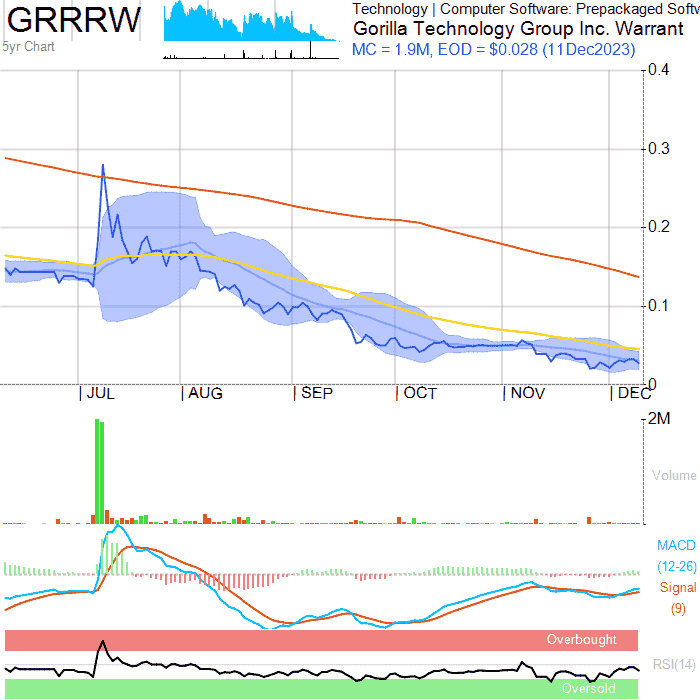 GRRRW
Technology | Computer Software: Prepackaged Softw
5yr Chart
Gorilla Technology Group Inc. Warrant
MC = 1.9M, EOD = $0.028 (11Dec2023)
0.4
0.3
0.2
0.1
0
| JUL | AUG | SEP | OCT | NOV | DEC
2M
Volume
MACD
(12-26)
Signal
(9)
Overbought
RSI(14)
Oversold